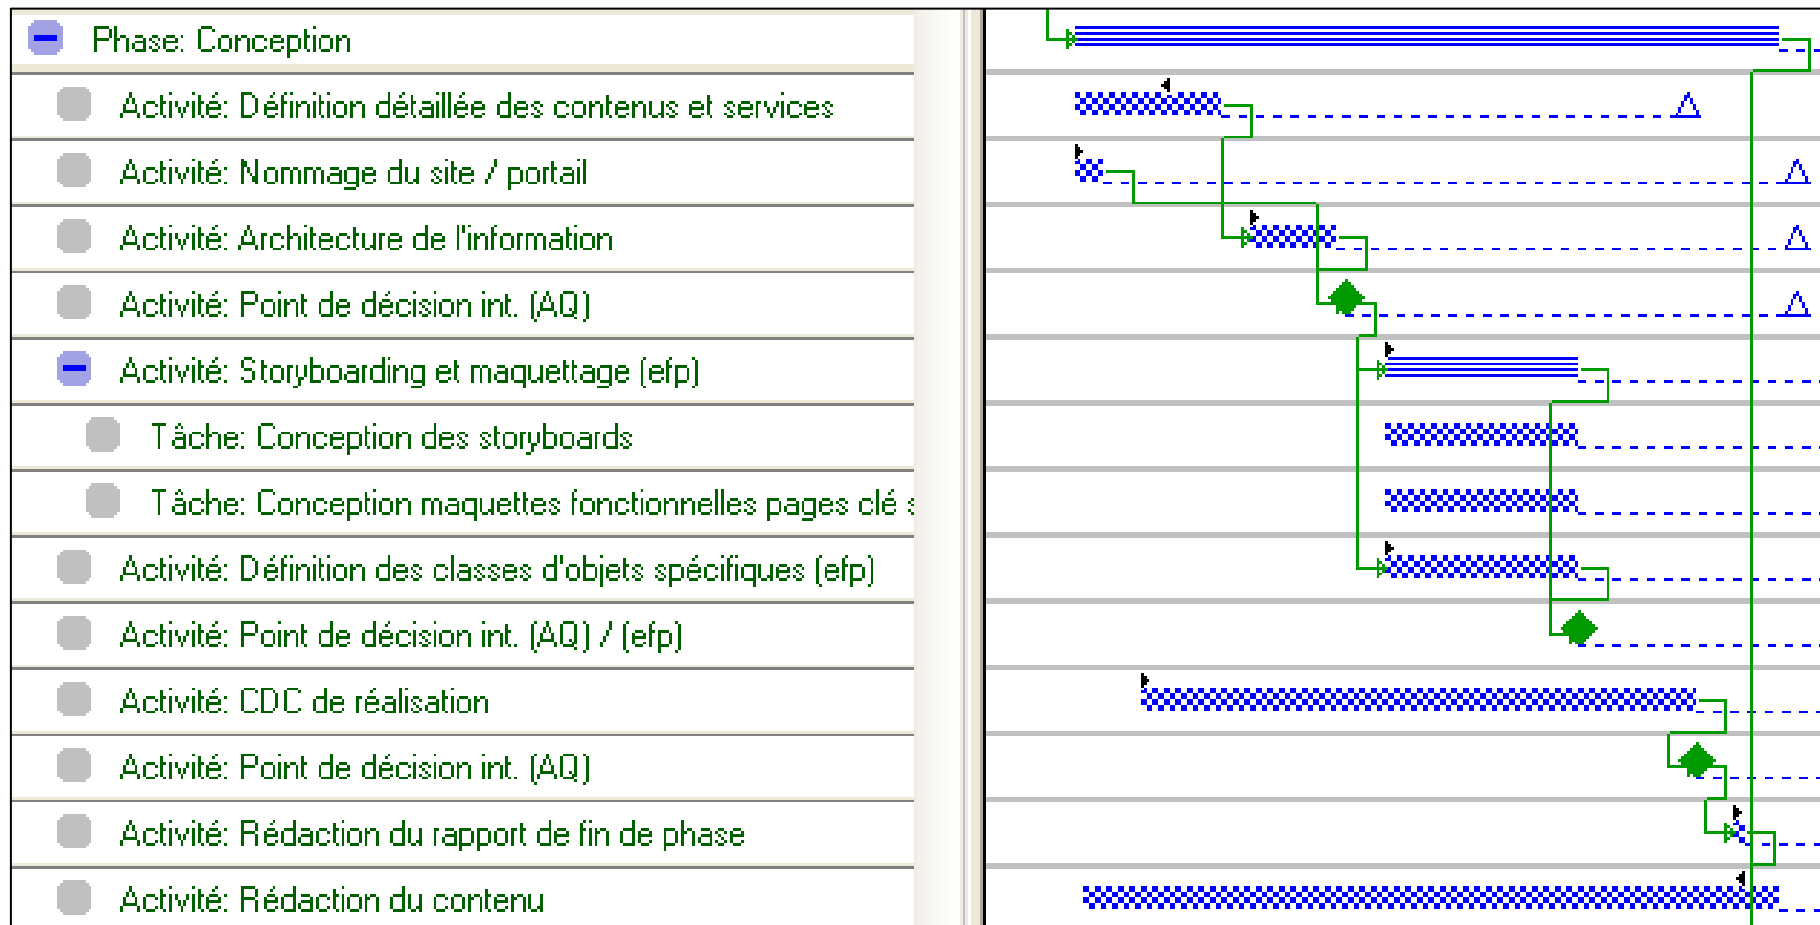 Phase: Conception
Activité: Définition détaillée des contenus et services
Activité: Nommage du site / portail
Activité: Architecture de l'information
Activité: Point de décision int. (AQ)
Activité: Storyboarding et maquettage (efp)
Tâche: Conception des storyboards
Tâche: Conception maquettes fonctionnelles pages clé s
Activité: Définition des classes d'objets spécifiques (efp)
Activité: Point de décision int. (AQ) / (efp)
Activité: CDC de réalisation
Activité: Point de décision int. (AQ)
Activité: Rédaction du rapport de fin de phase
Activité: Rédaction du contenu